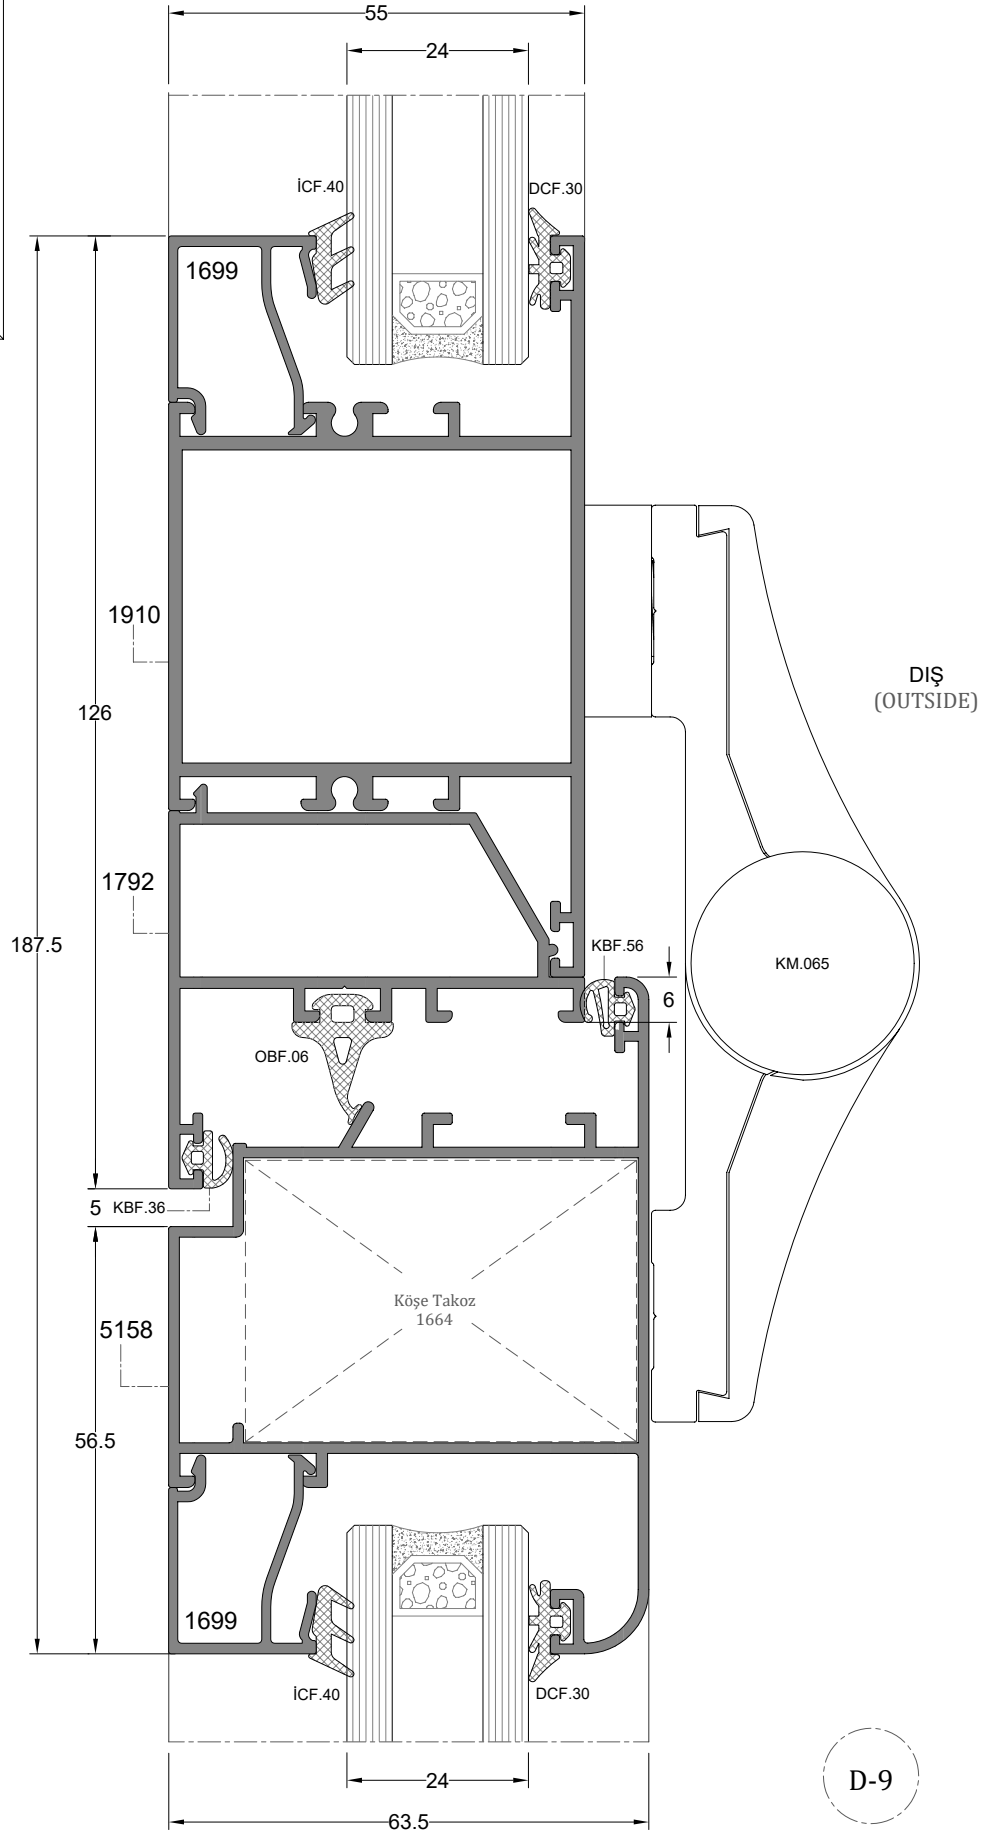 55
24
İCF.40
DCF.30
1699
1910
DIŞ
(OUTSIDE)
126
1792
187.5
KBF.56
KM.065
6
OBF.06
5
KBF.36
Köşe Takoz
1664
5158
56.5
1699
İCF.40
DCF.30
24
D-9
63.5